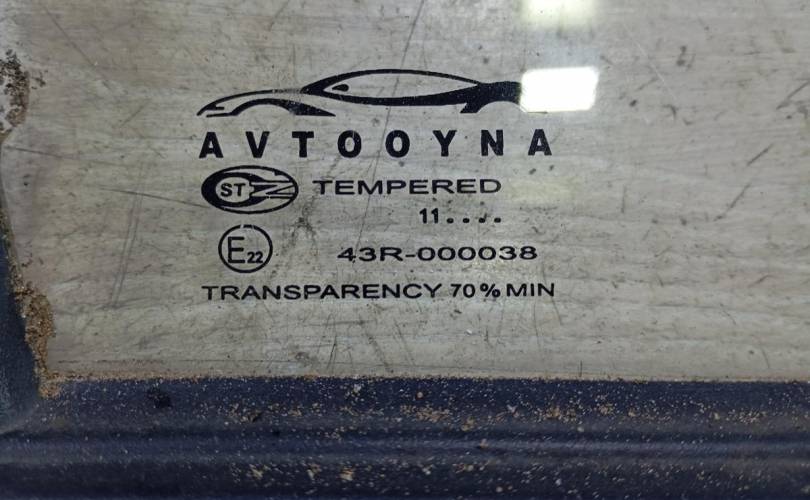 AVTOOYNA
ST TEMPERED
11....
E22 43R-000038
TRANSPARENCY 70% MIN